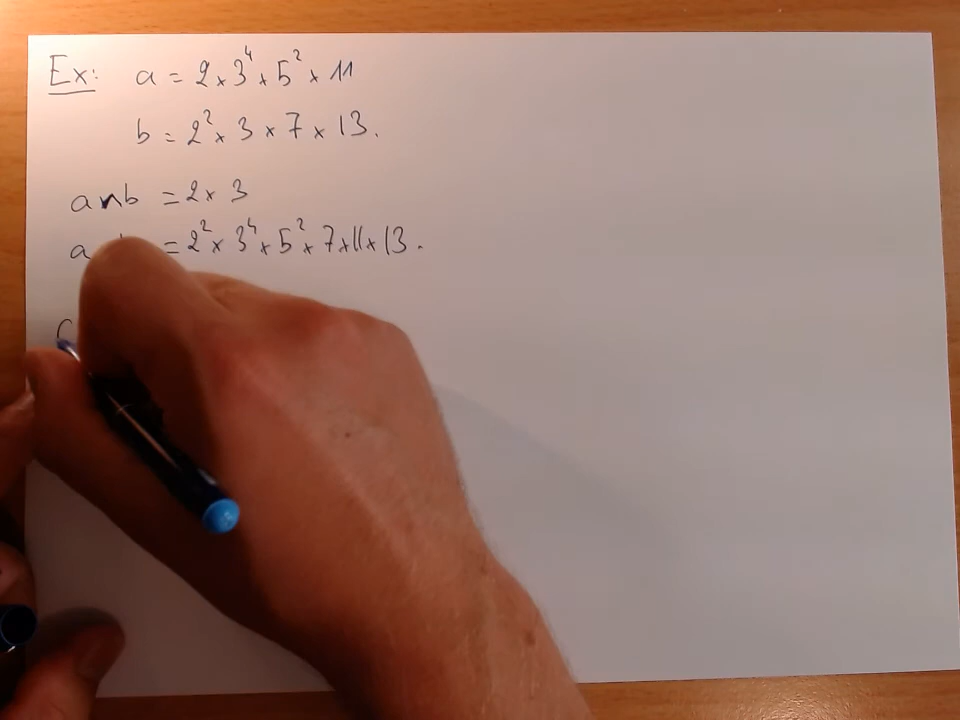 Ex: a = 2 × 3⁴ × 5² × 11
b = 2² × 3 × 7 × 13.
a∧b = 2 × 3
a = 2² × 3⁴ × 5² × 7 × 11 × 13.